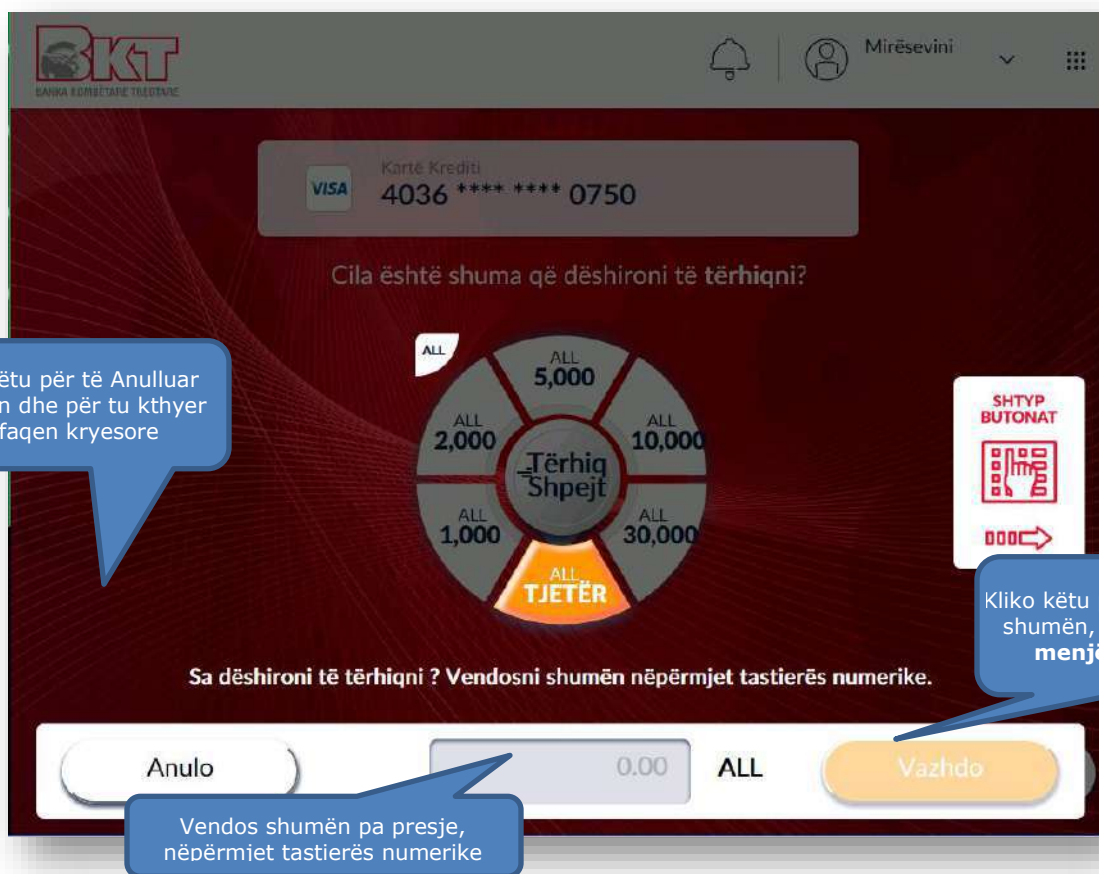 BKT
BANKA KOMBËTARE TREGTARE
Mirësevini
VISA
Kartë Krediti
4036 **** **** 0750
Cila është shuma që dëshironi të tërhiqni?
ALL
ALL
5,000
ALL
2,000
ALL
10,000
Tërhiq
Shpejt
ALL
1,000
ALL
30,000
ALL
TJETËR
SHTYP
BUTONAT
ëtu për të Anulluar
n dhe për tu kthyer
faqen kryesore
Kliko këtu
shumën,
menjë
Sa dëshironi të tërhiqni ? Vendosni shumën nëpërmjet tastierës numerike.
Anulo
0.00
ALL
Vazhdo
Vendos shumën pa presje,
nëpërmjet tastierës numerike